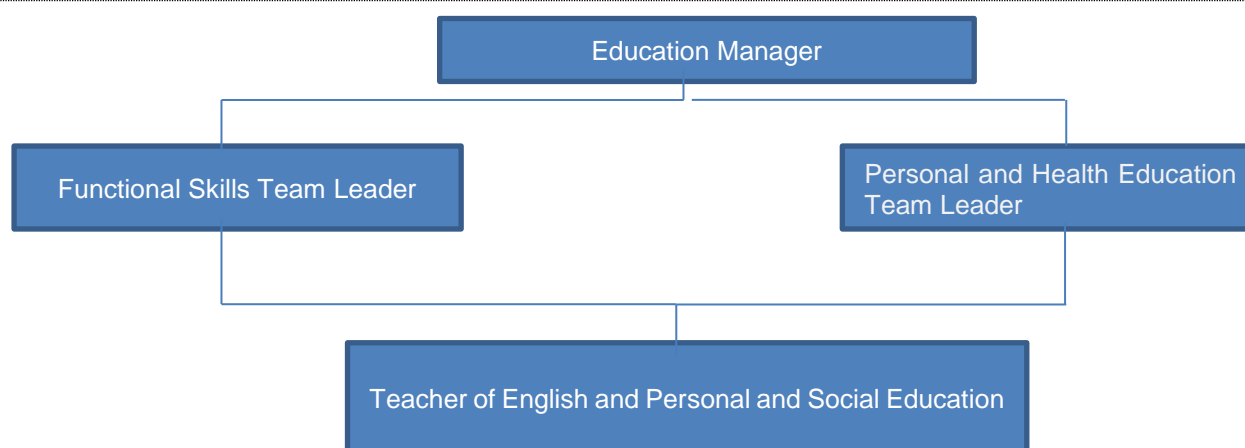 Education Manager
Functional Skills Team Leader
Personal and Health Education
Team Leader
Teacher of English and Personal and Social Education